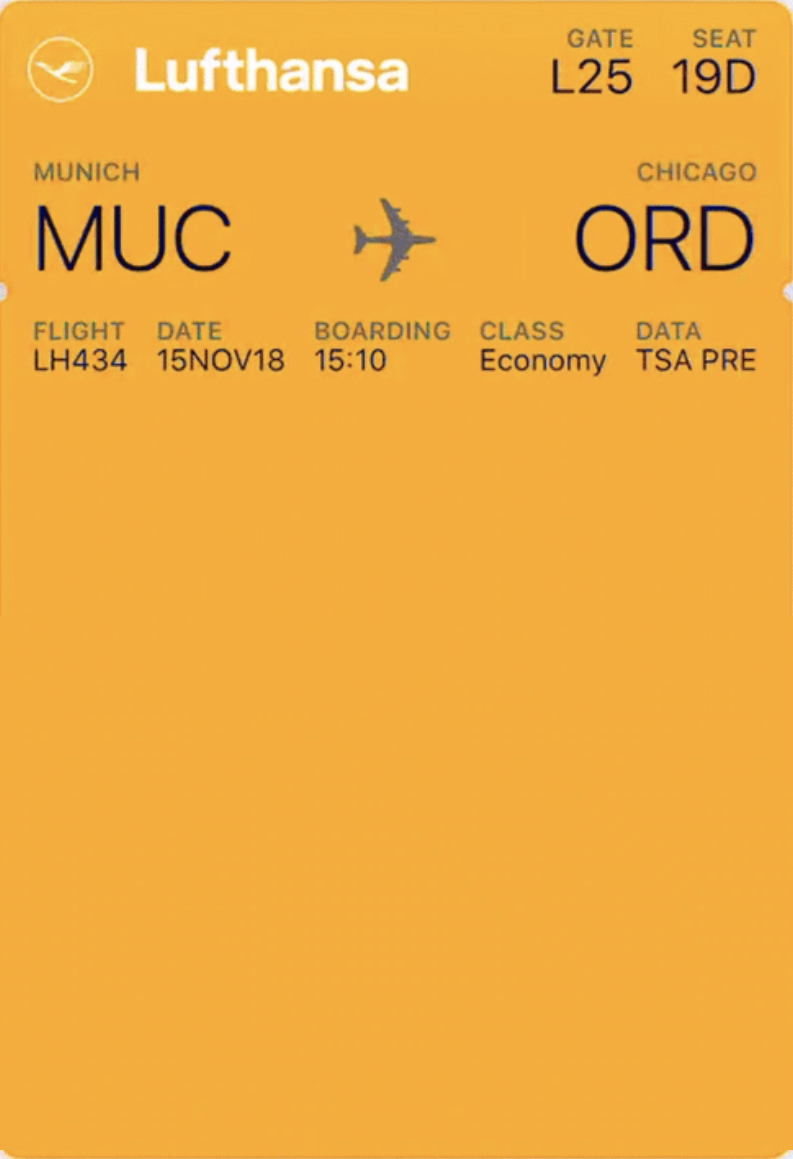 Lufthansa
GATE SEAT
L25 19D
MUNICH CHICAGO
MUC ORD
FLIGHT DATE BOARDING CLASS DATA
LH434 15NOV18 15:10 Economy TSA PRE